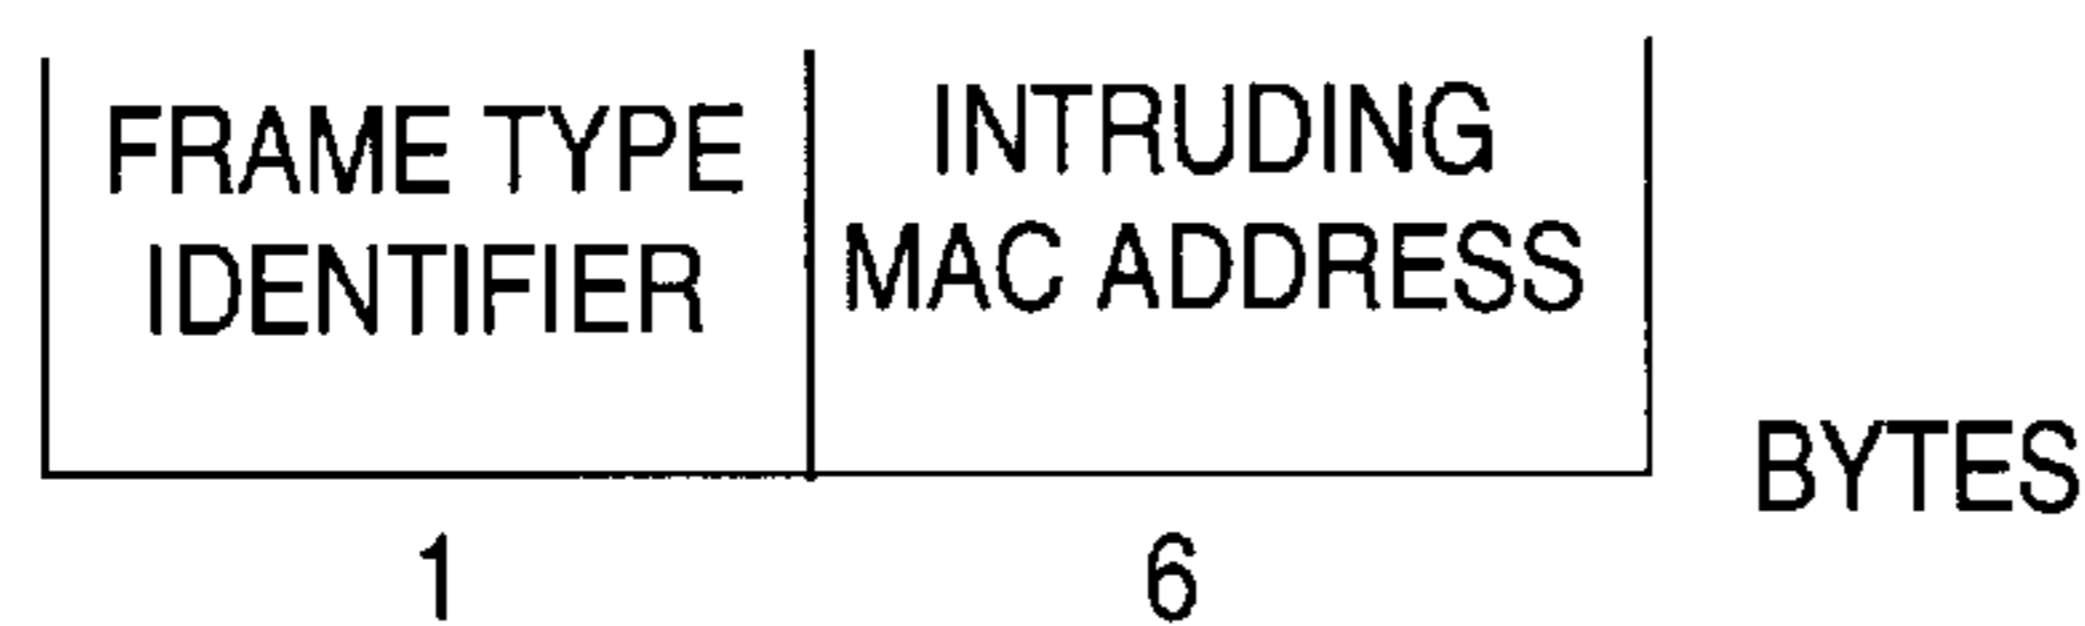 FRAME TYPE
IDENTIFIER
INTRUDING
MAC ADDRESS
BYTES
1
6